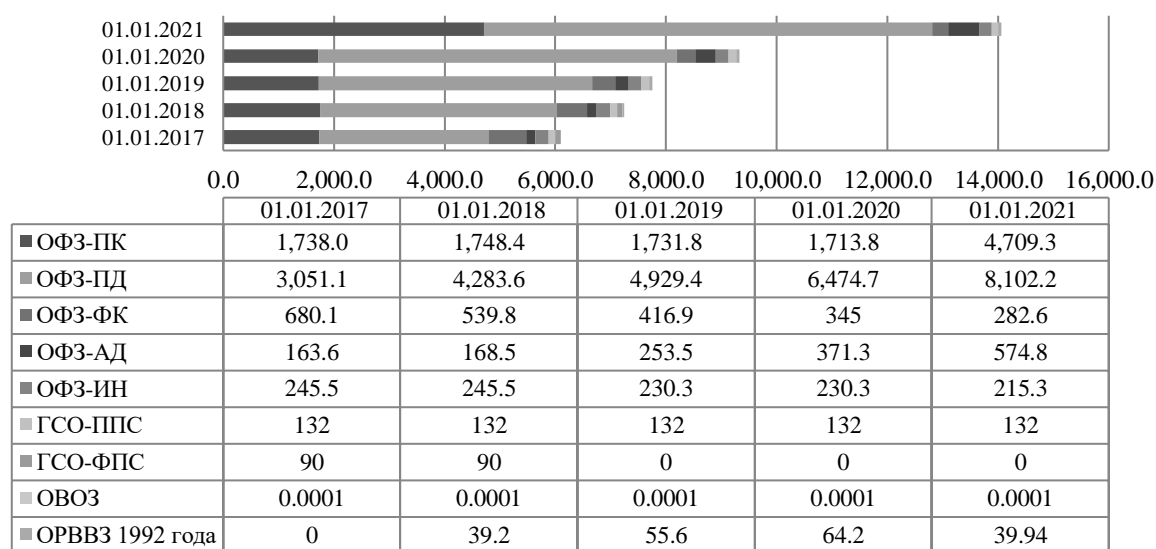 01.01.2021
01.01.2020
01.01.2019
01.01.2018
01.01.2017
0.0 2,000.0 4,000.0 6,000.0 8,000.0 10,000.0 12,000.0 14,000.0 16,000.0
01.01.2017 01.01.2018 01.01.2019 01.01.2020 01.01.2021
ОФЗ-ПК 1,738.0 1,748.4 1,731.8 1,713.8 4,709.3
ОФЗ-ПД 3,051.1 4,283.6 4,929.4 6,474.7 8,102.2
ОФЗ-ФК 680.1 539.8 416.9 345 282.6
ОФЗ-АД 163.6 168.5 253.5 371.3 574.8
ОФЗ-ИН 245.5 245.5 230.3 230.3 215.3
ГСО-ППС 132 132 132 132 132
ГСО-ФПС 90 90 0 0 0
ОВОЗ 0.0001 0.0001 0.0001 0.0001 0.0001
ОРВВЗ 1992 года 0 39.2 55.6 64.2 39.94